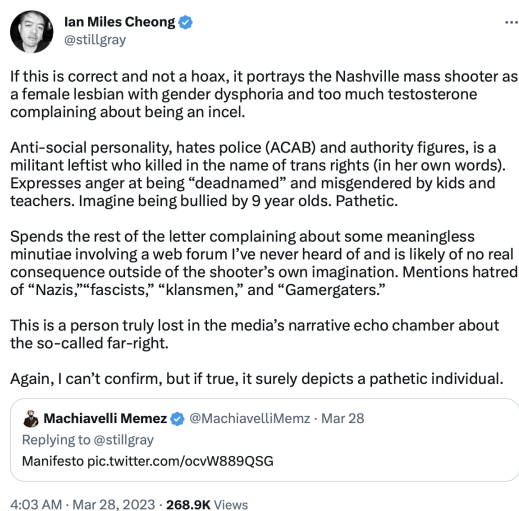 Ian Miles Cheong
@stillgray
If this is correct and not a hoax, it portrays the Nashville mass shooter as
a female lesbian with gender dysphoria and too much testosterone
complaining about being an incel.
Anti-social personality, hates police (ACAB) and authority figures, is a
militant leftist who killed in the name of trans rights (in her own words).
Expresses anger at being “deadnamed” and misgendered by kids and
teachers. Imagine being bullied by 9 year olds. Pathetic.
Spends the rest of the letter complaining about some meaningless
minutiae involving a web forum I’ve never heard of and is likely of no real
consequence outside of the shooter’s own imagination. Mentions hatred
of “Nazis,”“fascists,” “klansmen,” and “Gamergaters.”
This is a person truly lost in the media’s narrative echo chamber about
the so-called far-right.
Again, I can’t confirm, but if true, it surely depicts a pathetic individual.
Machiavelli Memez @MachiavelliMemz · Mar 28
Replying to @stillgray
Manifesto pic.twitter.com/ocvW889QSG
4:03 AM · Mar 28, 2023 · 268.9K Views